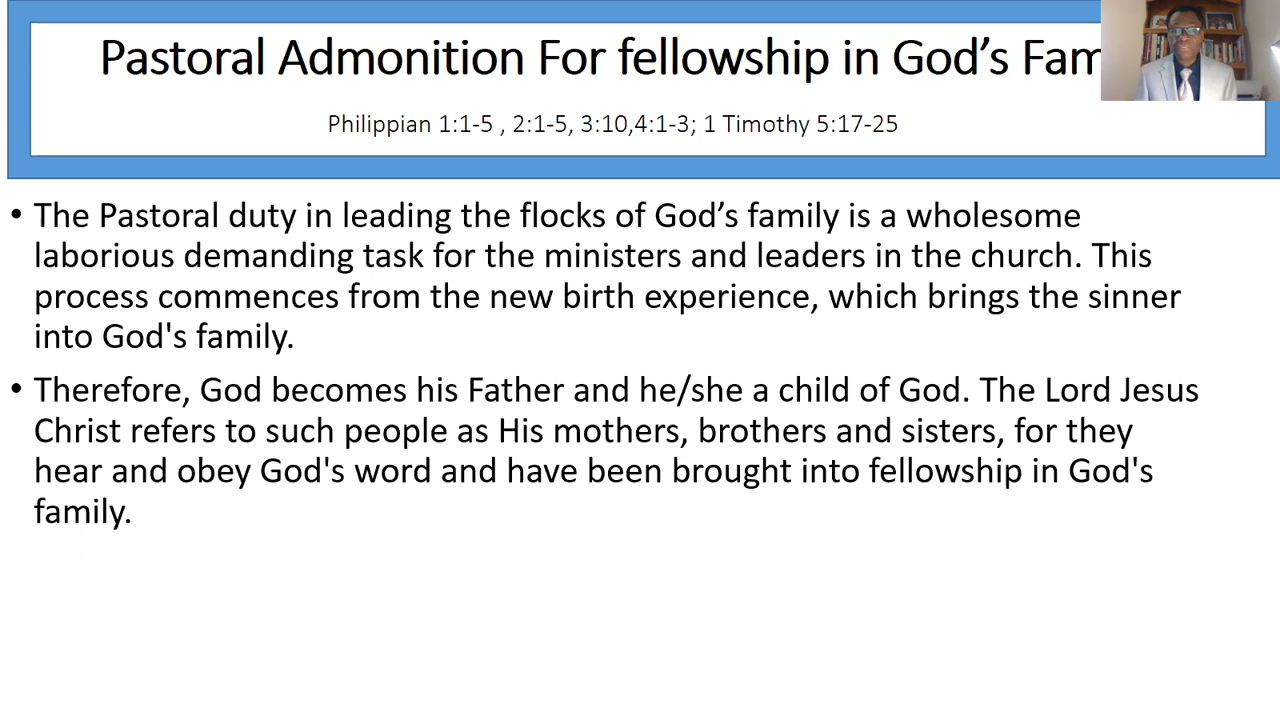 Pastoral Admonition For fellowship in God’s Fam
Philippian 1:1-5 , 2:1-5, 3:10,4:1-3; 1 Timothy 5:17-25
• The Pastoral duty in leading the flocks of God’s family is a wholesome
laborious demanding task for the ministers and leaders in the church. This
process commences from the new birth experience, which brings the sinner
into God's family.
• Therefore, God becomes his Father and he/she a child of God. The Lord Jesus
Christ refers to such people as His mothers, brothers and sisters, for they
hear and obey God's word and have been brought into fellowship in God's
family.